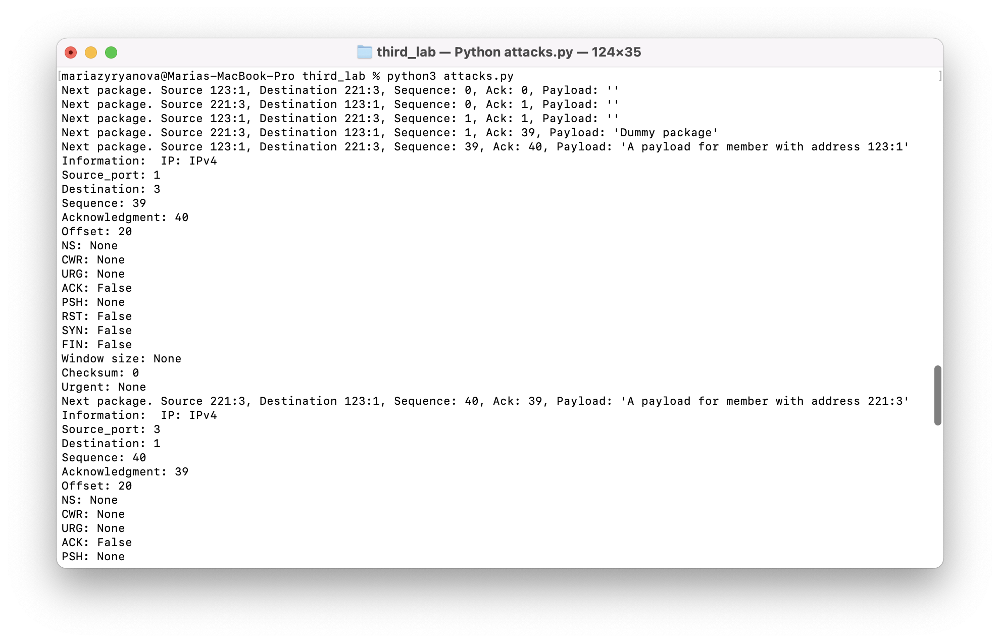 third_lab — Python attacks.py — 124×35
[mariazyryanova@Marias-MacBook-Pro third_lab % python3 attacks.py ]
Next package. Source 123:1, Destination 221:3, Sequence: 0, Ack: 0, Payload: ''
Next package. Source 221:3, Destination 123:1, Sequence: 0, Ack: 1, Payload: ''
Next package. Source 123:1, Destination 221:3, Sequence: 1, Ack: 1, Payload: ''
Next package. Source 221:3, Destination 123:1, Sequence: 1, Ack: 39, Payload: 'Dummy package'
Next package. Source 123:1, Destination 221:3, Sequence: 39, Ack: 40, Payload: 'A payload for member with address 123:1'
Information:  IP: IPv4
Source_port: 1
Destination: 3
Sequence: 39
Acknowledgment: 40
Offset: 20
NS: None
CWR: None
URG: None
ACK: False
PSH: None
RST: False
SYN: False
FIN: False
Window size: None
Checksum: 0
Urgent: None
Next package. Source 221:3, Destination 123:1, Sequence: 40, Ack: 39, Payload: 'A payload for member with address 221:3'
Information:  IP: IPv4
Source_port: 3
Destination: 1
Sequence: 40
Acknowledgment: 39
Offset: 20
NS: None
CWR: None
URG: None
ACK: False
PSH: None